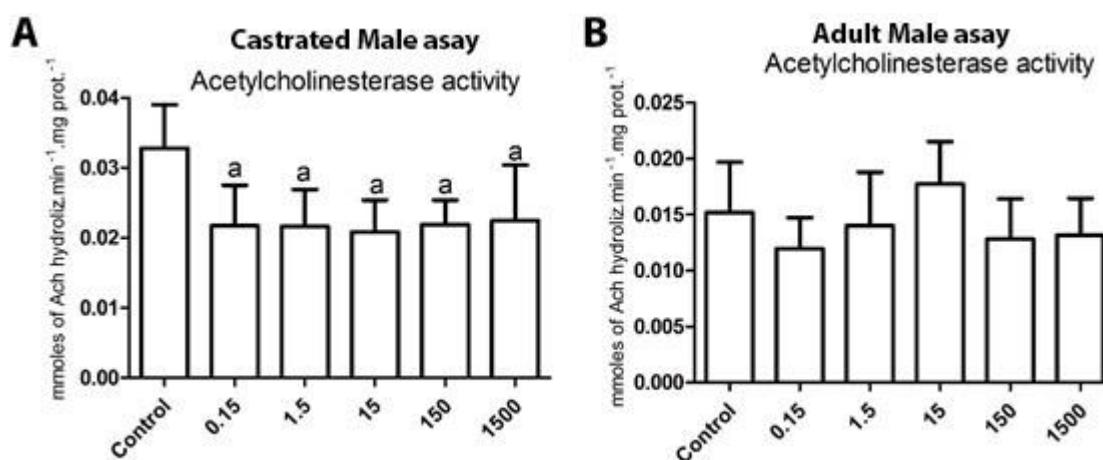 A
Castrated Male asay
Acetylcholinesterase activity
mmoles of Ach hydroliz.min⁻¹.mg prot.⁻¹
0.04
0.03
0.02
0.01
0.00
a
a
a
a
a
Control
0.15
1.5
15
150
1500
B
Adult Male asay
Acetylcholinesterase activity
mmoles of Ach hydroliz.min⁻¹.mg prot.⁻¹
0.025
0.020
0.015
0.010
0.005
0.000
Control
0.15
1.5
15
150
1500